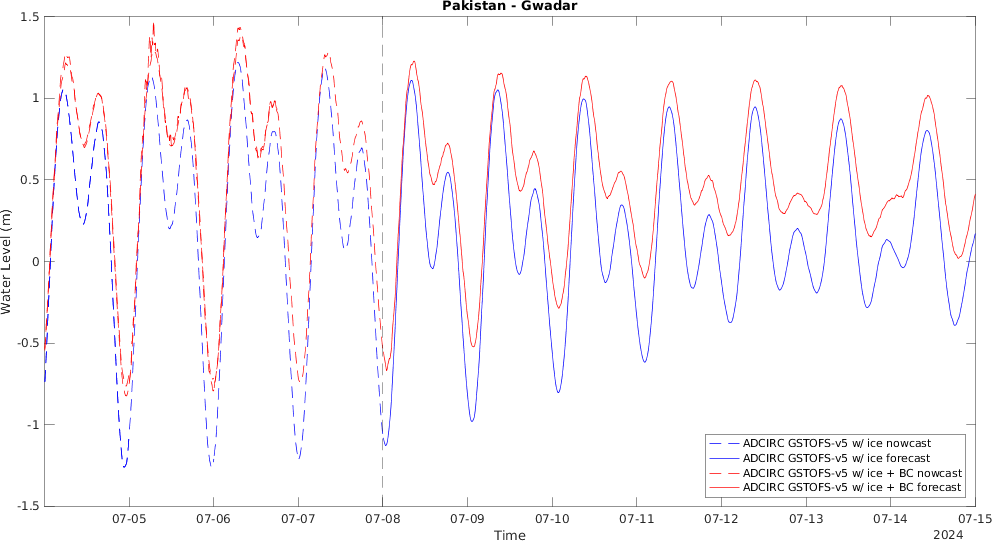 Pakistan - Gwadar
1.5
1
0.5
0
-0.5
-1
-1.5
Water Level (m)
07-05 07-06 07-07 07-08 07-09 07-10 07-11 07-12 07-13 07-14 07-15
Time
2024
ADCIRC GSTOFS-v5 w/ ice nowcast
ADCIRC GSTOFS-v5 w/ ice forecast
ADCIRC GSTOFS-v5 w/ ice + BC nowcast
ADCIRC GSTOFS-v5 w/ ice + BC forecast